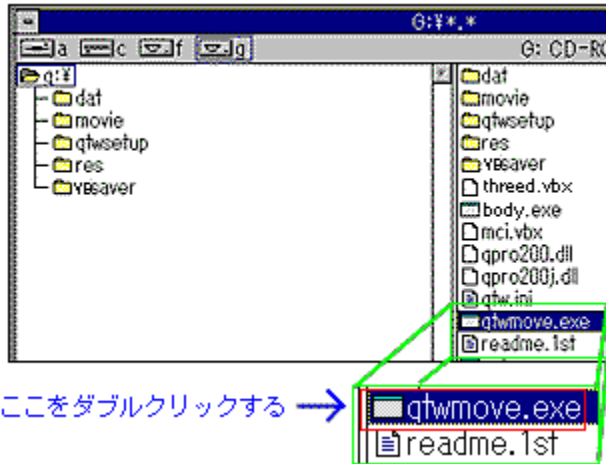 G:¥*.*
a c f g G: CD-RO
g:¥
dat
movie
qtwsetup
res
VBSaver
dat
movie
qtwsetup
res
VBSaver
threed.vbx
body.exe
mci.vbx
qpro200.dll
qpro200j.dll
qtw.ini
qtwmove.exe
readme.1st
ここをダブルクリックする
qtwmove.exe
readme.1st